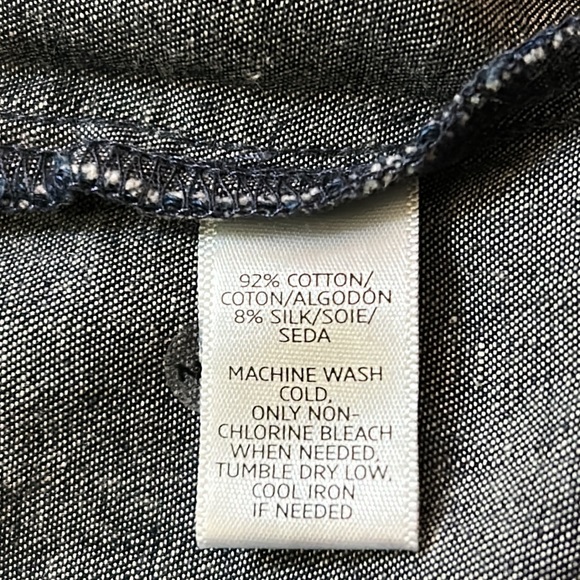 92% COTTON/
COTON/ALGODÓN
8% SILK/SOIE/
SEDA
MACHINE WASH
COLD,
ONLY NON-
CHLORINE BLEACH
WHEN NEEDED,
TUMBLE DRY LOW,
COOL IRON
IF NEEDED